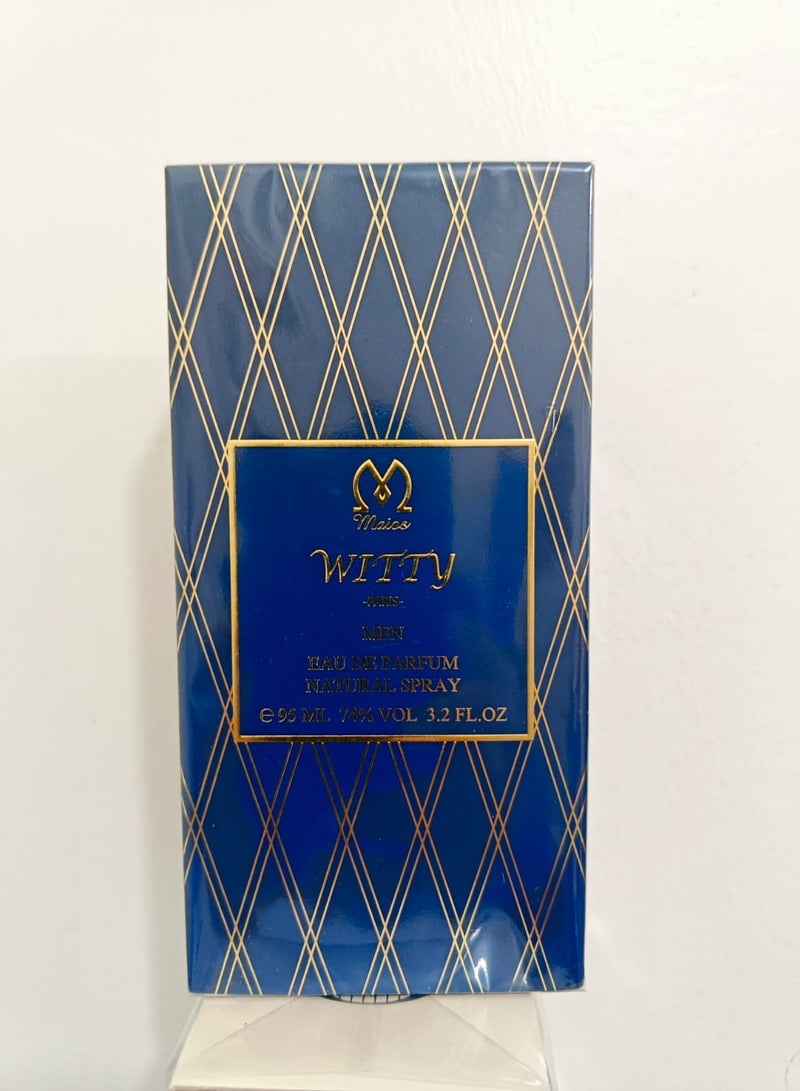 Maico
WITTY
-PARIS-
MEN
EAU DE PARFUM
NATURAL SPRAY
e 95 ML 74% VOL 3.2 FL.OZ